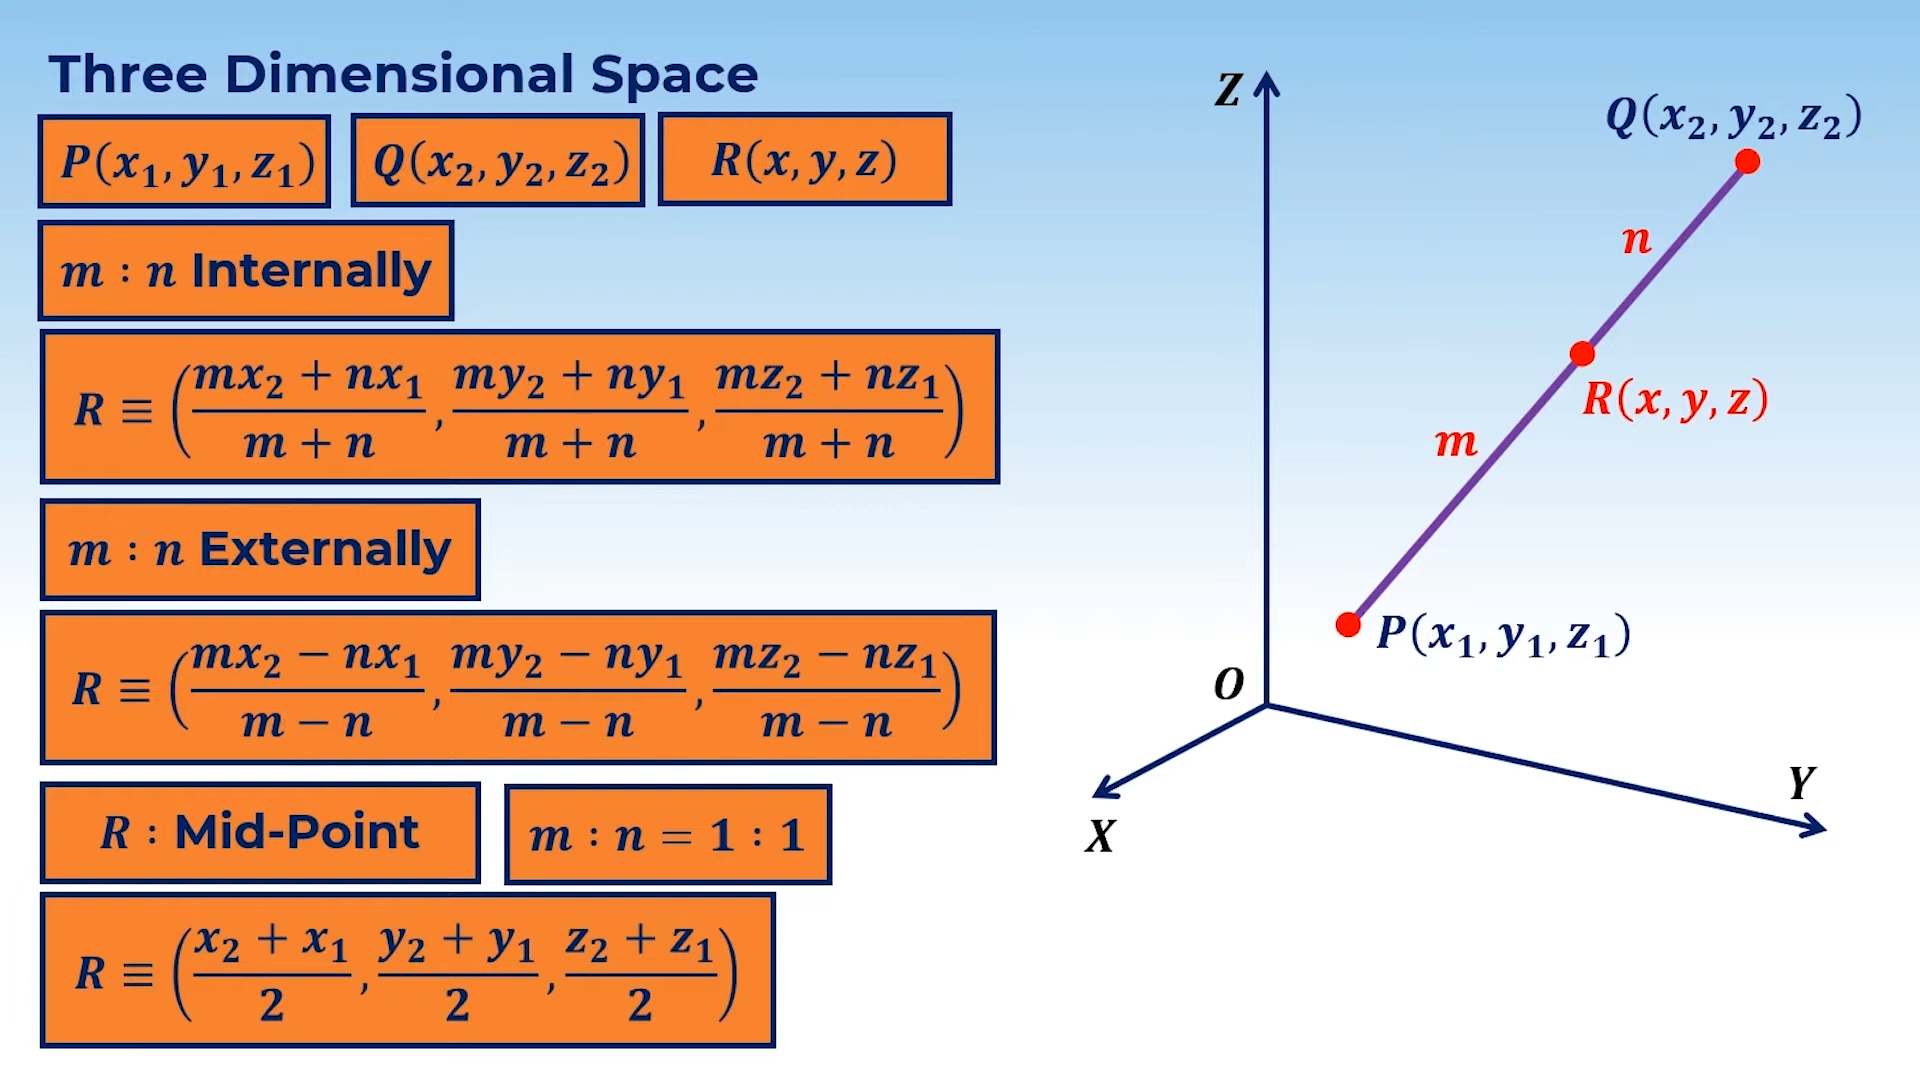 Three Dimensional Space
P(x₁, y₁, z₁)
Q(x₂, y₂, z₂)
R(x, y, z)
m : n Internally
R ≡ ( (mx₂ + nx₁)/(m + n), (my₂ + ny₁)/(m + n), (mz₂ + nz₁)/(m + n) )
m : n Externally
R ≡ ( (mx₂ − nx₁)/(m − n), (my₂ − ny₁)/(m − n), (mz₂ − nz₁)/(m − n) )
R : Mid-Point
m : n = 1 : 1
R ≡ ( (x₂ + x₁)/2, (y₂ + y₁)/2, (z₂ + z₁)/2 )
Z
Q(x₂, y₂, z₂)
n
R(x, y, z)
m
P(x₁, y₁, z₁)
O
Y
X